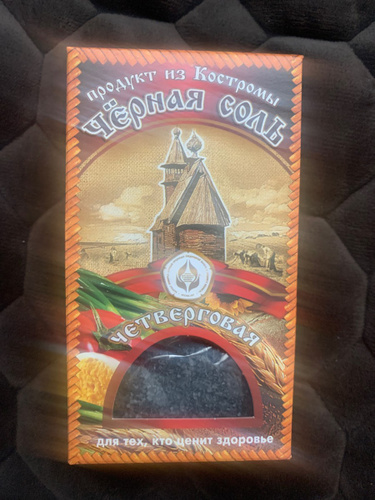 продукт из Костромы
ЧЁРНАЯ СОЛЬ
ЧЕТВЕРГОВАЯ
для тех, кто ценит здоровье